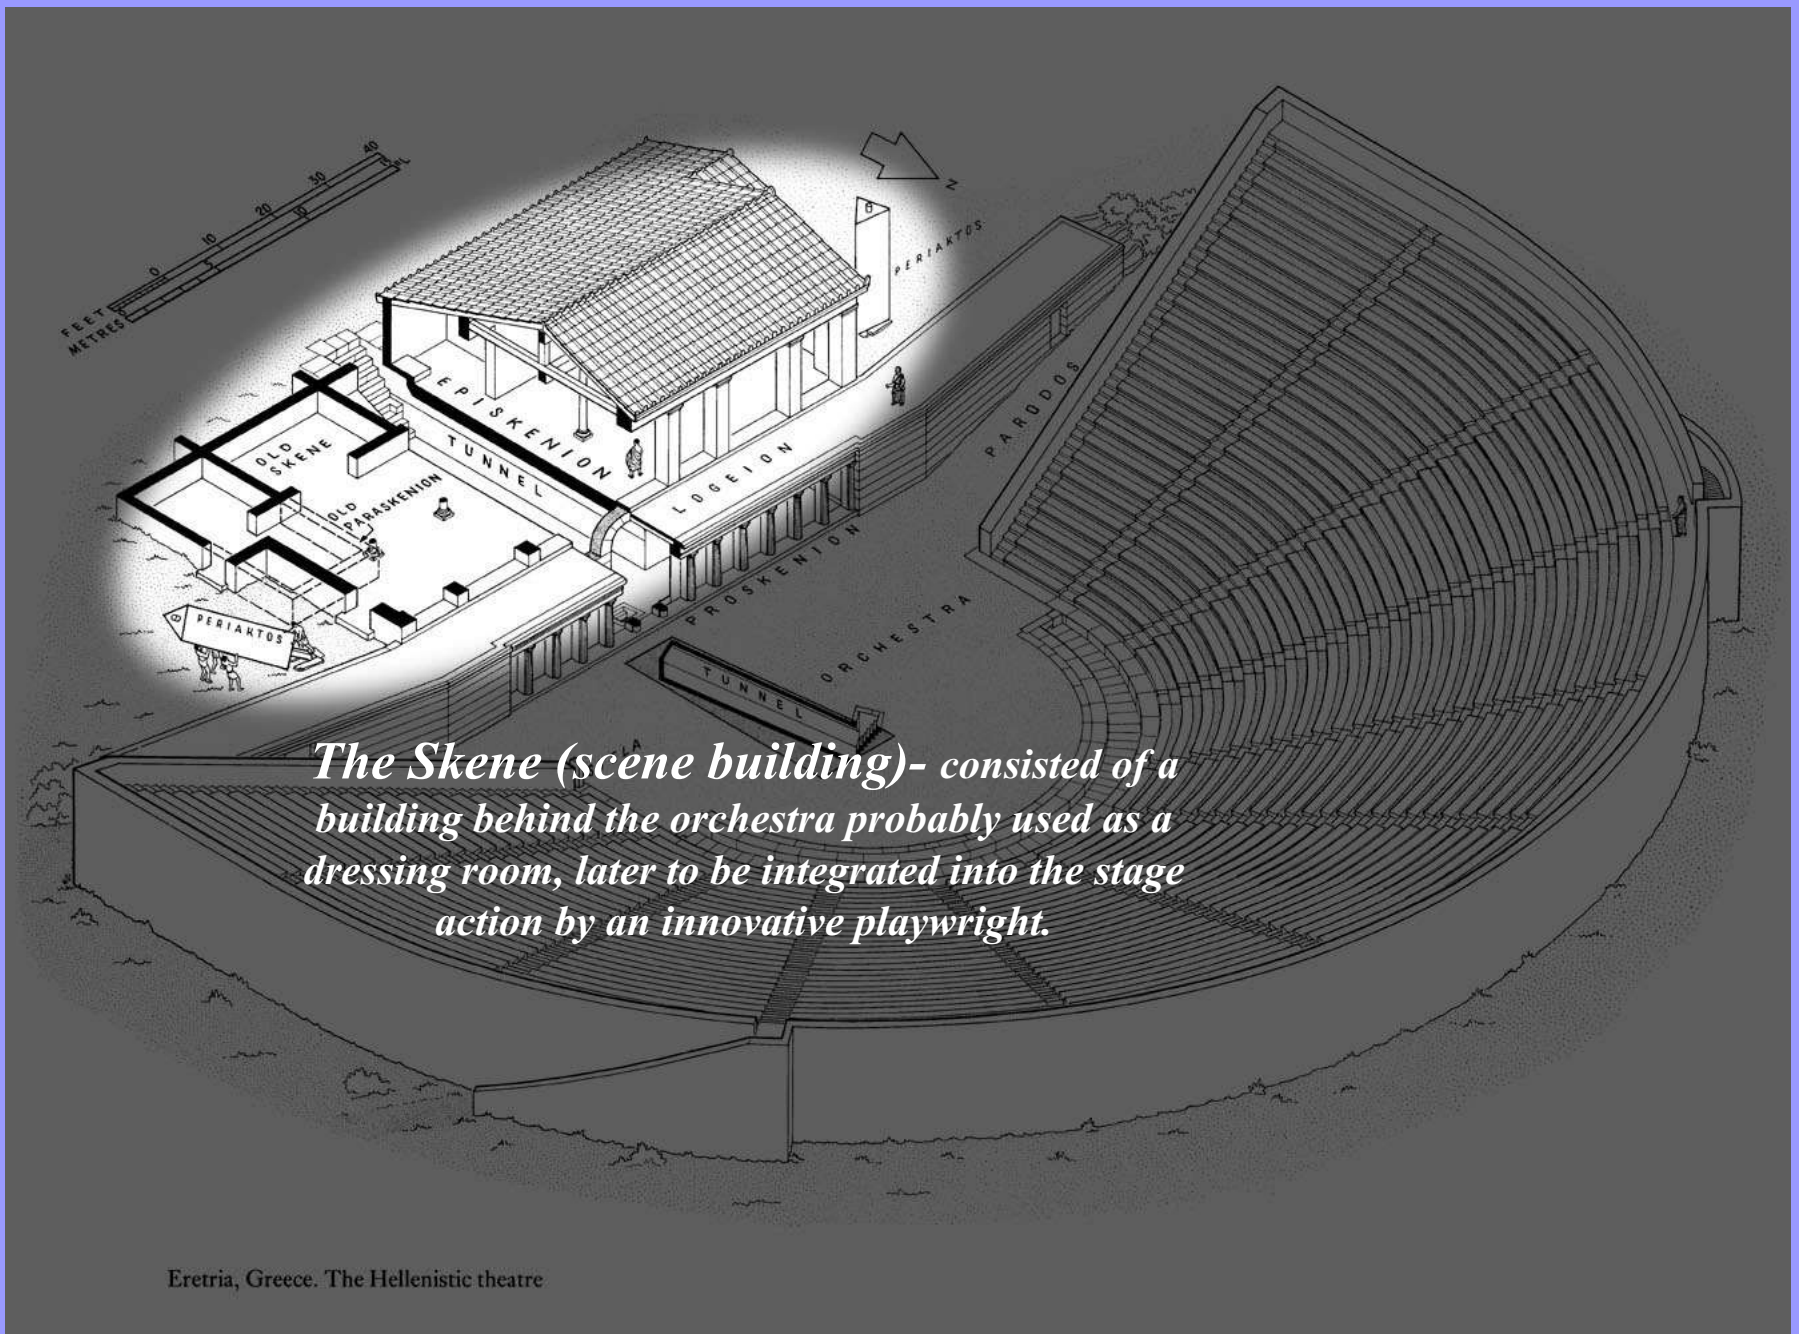 40
30
20
10
0
10
5
FEET
METRES
N
PERIAKTOS
EPISKENION
TUNNEL
OLD
SKENE
OLD
PARASKENION
LOGEION
PARODOS
PROSKENION
PERIAKTOS
ORCHESTRA
TUNNEL
The Skene (scene building)- consisted of a
building behind the orchestra probably used as a
dressing room, later to be integrated into the stage
action by an innovative playwright.
Eretria, Greece. The Hellenistic theatre